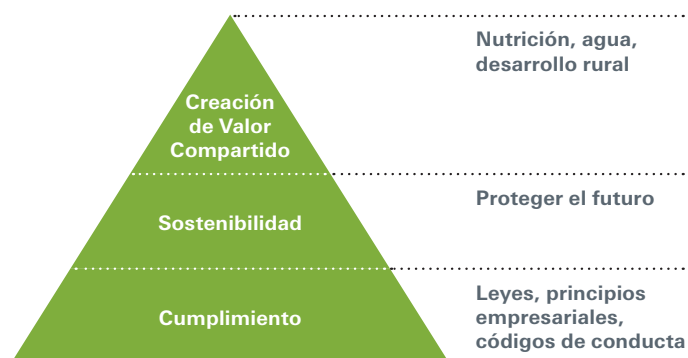 Nutrición, agua,
desarrollo rural
Creación
de Valor
Compartido
Proteger el futuro
Sostenibilidad
Leyes, principios
empresariales,
códigos de conducta
Cumplimiento